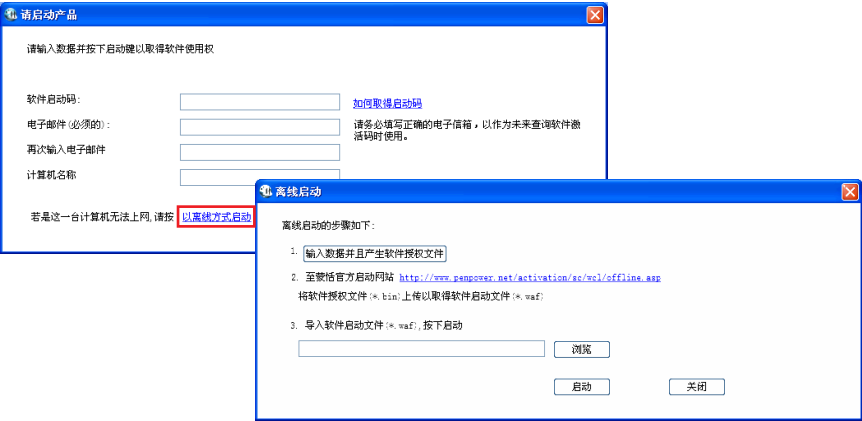 请启动产品
请输入数据并按下启动键以取得软件使用权
软件启动码:
如何取得启动码
电子邮件(必须的):
请务必填写正确的电子信箱，以作为未来查询软件激
活码时使用。
再次输入电子邮件
计算机名称
若是这一台计算机无法上网,请按 以离线方式启动
离线启动
离线启动的步骤如下:
1. 输入数据并且产生软件授权文件
2. 至蒙恬官方启动网站 http://www.penpower.net/activation/sc/wcl/offline.asp
将软件授权文件(*.bin)上传以取得软件启动文件(*.waf)
3. 导入软件启动文件(*.waf),按下启动
浏览
启动 关闭